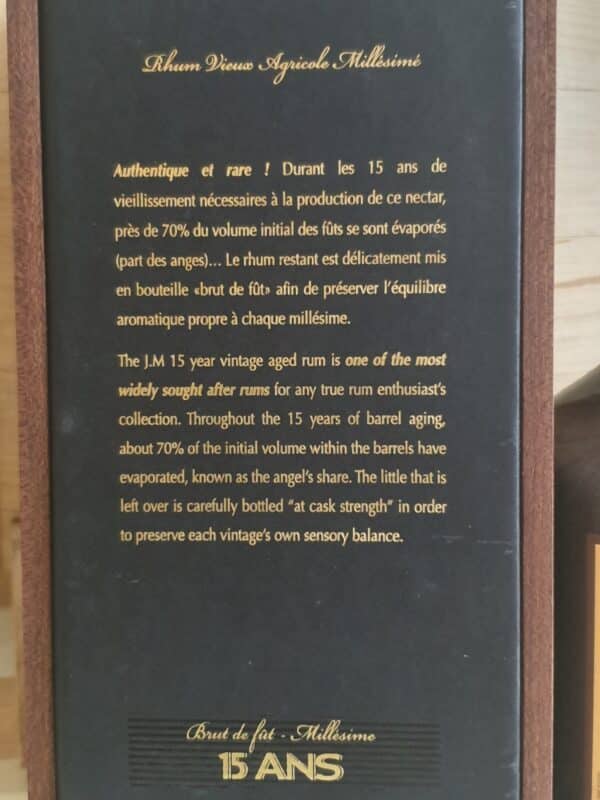 Rhum Vieux Agricole Millésimé
Authentique et rare ! Durant les 15 ans de
vieillissement nécessaires à la production de ce nectar,
près de 70% du volume initial des fûts se sont évaporés
(part des anges)... Le rhum restant est délicatement mis
en bouteille «brut de fût» afin de préserver l'équilibre
aromatique propre à chaque millésime.
The J.M 15 year vintage aged rum is one of the most
widely sought after rums for any true rum enthusiast's
collection. Throughout the 15 years of barrel aging,
about 70% of the initial volume within the barrels have
evaporated, known as the angel's share. The little that is
left over is carefully bottled "at cask strength" in order
to preserve each vintage's own sensory balance.
Brut de fût - Millésime
15 ANS